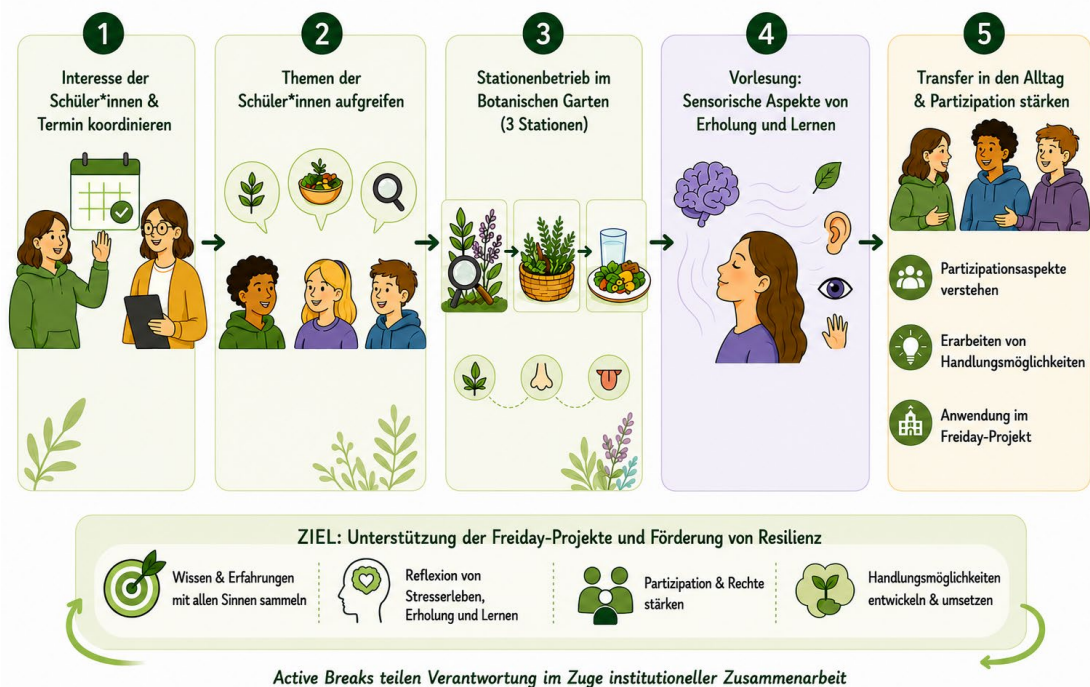 1
Interesse der
Schüler*innen &
Termin koordinieren
2
Themen der
Schüler*innen aufgreifen
3
Stationenbetrieb im
Botanischen Garten
(3 Stationen)
4
Vorlesung:
Sensorische Aspekte von
Erholung und Lernen
5
Transfer in den Alltag
& Partizipation stärken
Partizipationsaspekte
verstehen
Erarbeiten von
Handlungsmöglichkeiten
Anwendung im
Freiday-Projekt
ZIEL: Unterstützung der Freiday-Projekte und Förderung von Resilienz
Wissen & Erfahrungen
mit allen Sinnen sammeln
Reflexion von
Stresserleben,
Erholung und Lernen
Partizipation & Rechte
stärken
Handlungsmöglichkeiten
entwickeln & umsetzen
Active Breaks teilen Verantwortung im Zuge institutioneller Zusammenarbeit